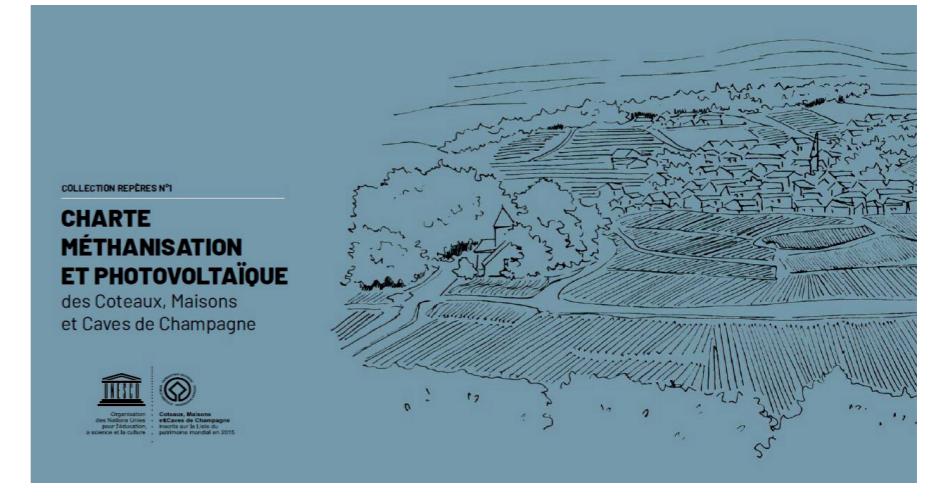 COLLECTION REPÈRES N°1
CHARTE
MÉTHANISATION
ET PHOTOVOLTAÏQUE
des Coteaux, Maisons
et Caves de Champagne
UNESCO
Organisation
des Nations Unies
pour l'éducation,
la science et la culture
Coteaux, Maisons
et&Caves de Champagne
inscrits sur la Liste du
patrimoine mondial en 2015